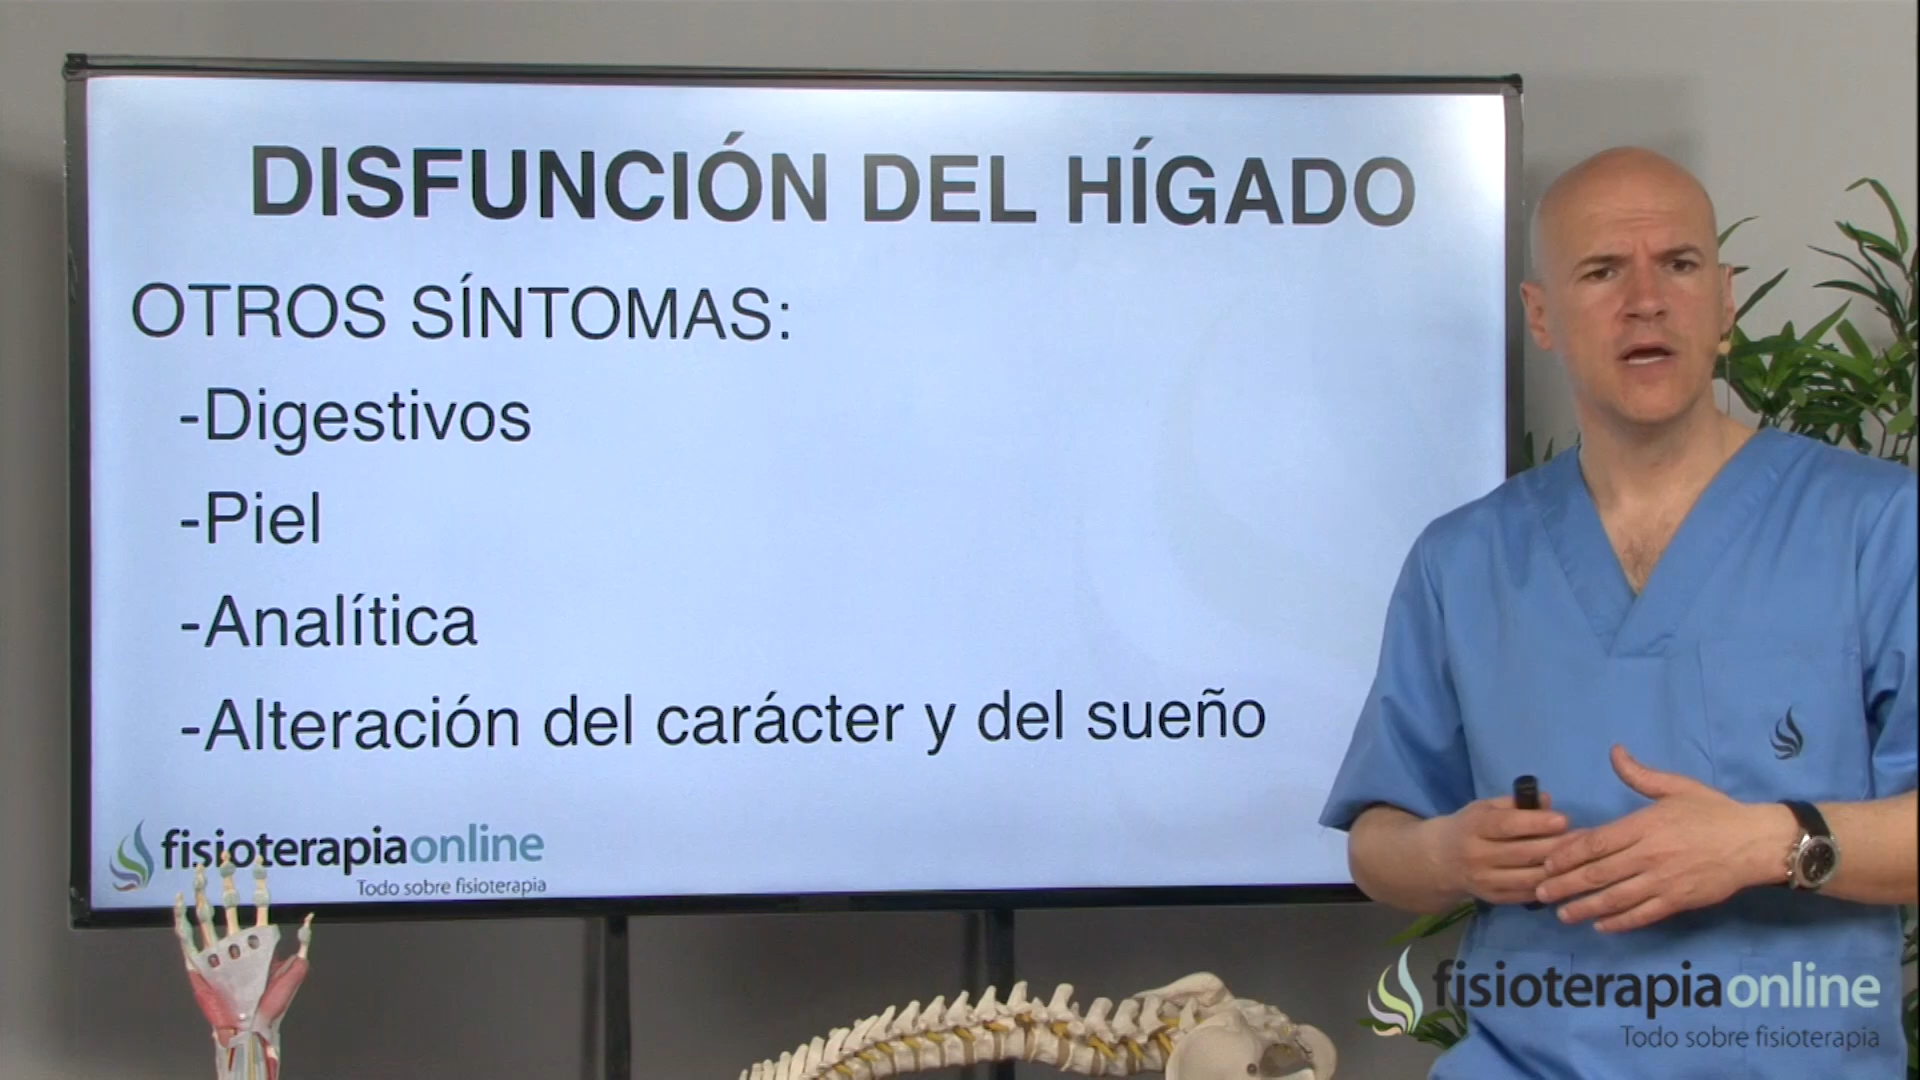 DISFUNCIÓN DEL HÍGADO
OTROS SÍNTOMAS:
-Digestivos
-Piel
-Analítica
-Alteración del carácter y del sueño
fisioterapiaonline
Todo sobre fisioterapia
fisioterapiaonline
Todo sobre fisioterapia